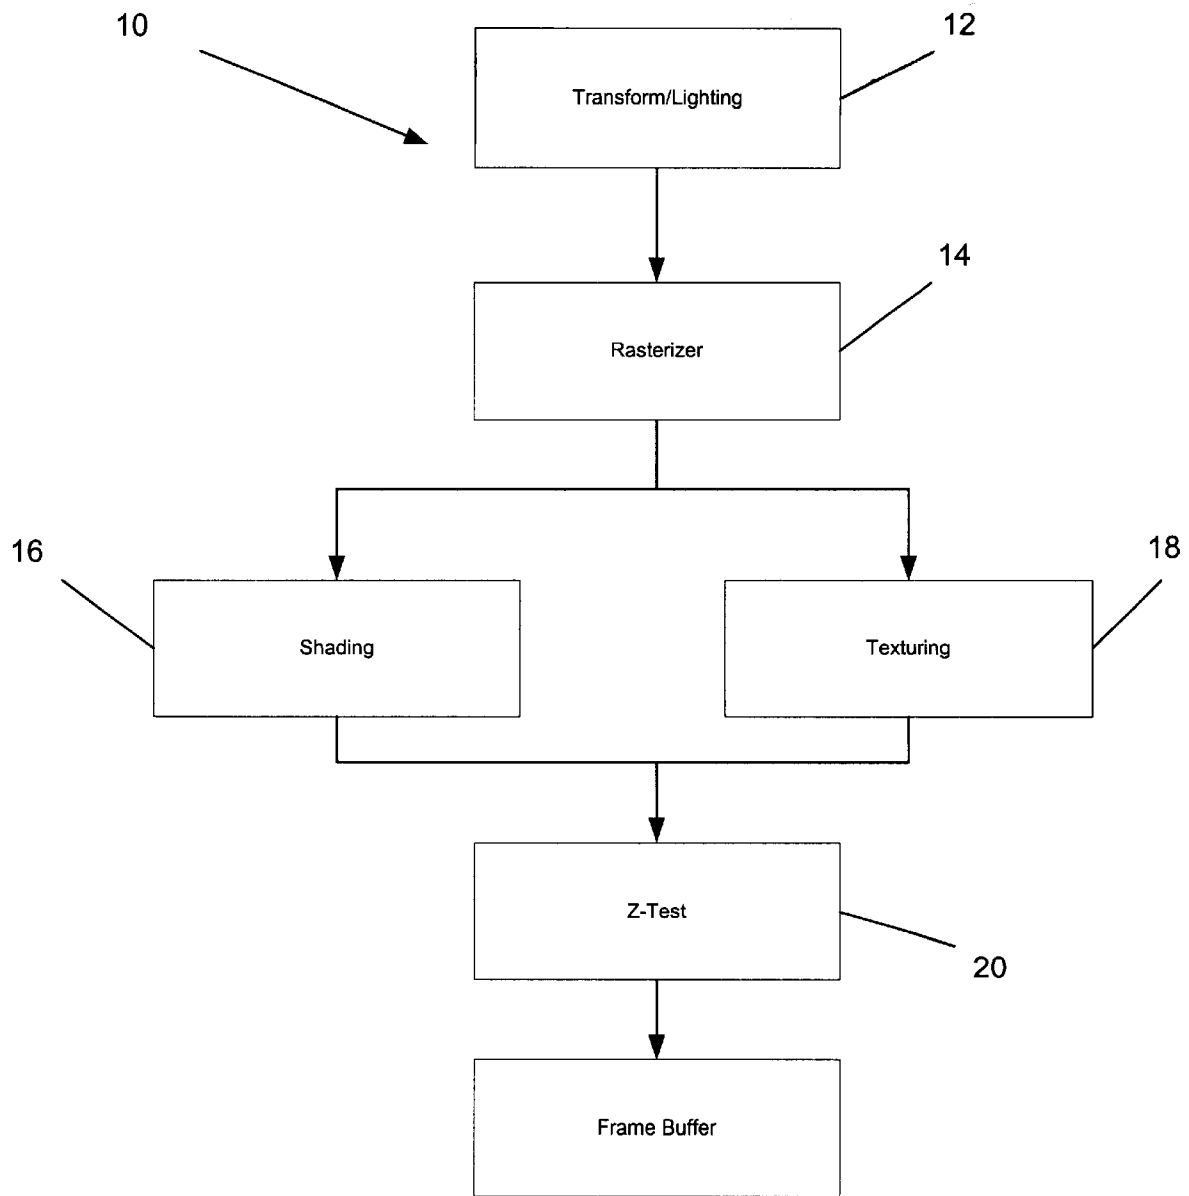 10
12
Transform/Lighting
14
Rasterizer
16
18
Shading
Texturing
Z-Test
20
Frame Buffer